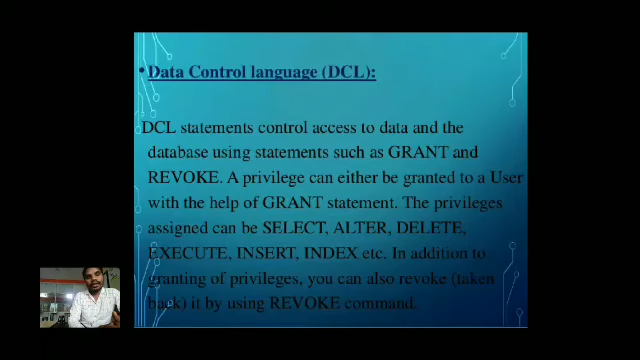 • Data Control language (DCL):
DCL statements control access to data and the
database using statements such as GRANT and
REVOKE. A privilege can either be granted to a User
with the help of GRANT statement. The privileges
assigned can be SELECT, ALTER, DELETE,
EXECUTE, INSERT, INDEX etc. In addition to
granting of privileges, you can also revoke (taken
back) it by using REVOKE command.